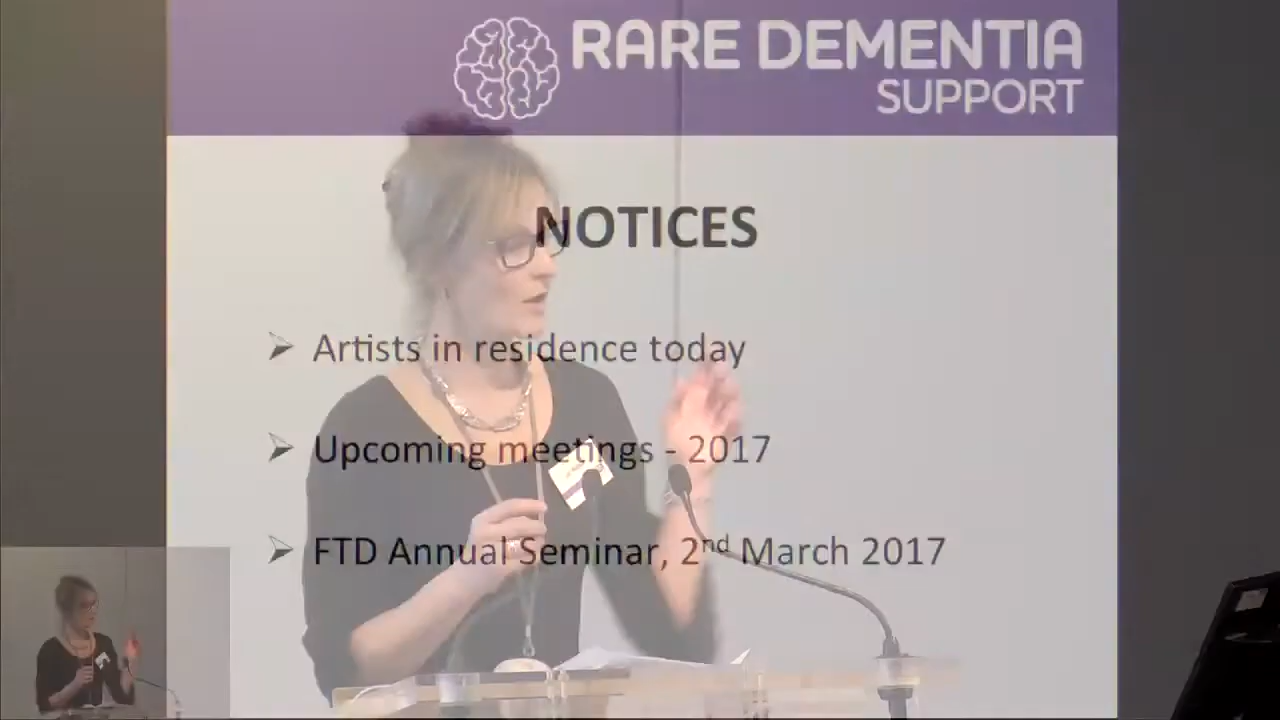 RARE DEMENTIA
SUPPORT
NOTICES
Artists in residence today
Upcoming meetings - 2017
FTD Annual Seminar, 2nd March 2017